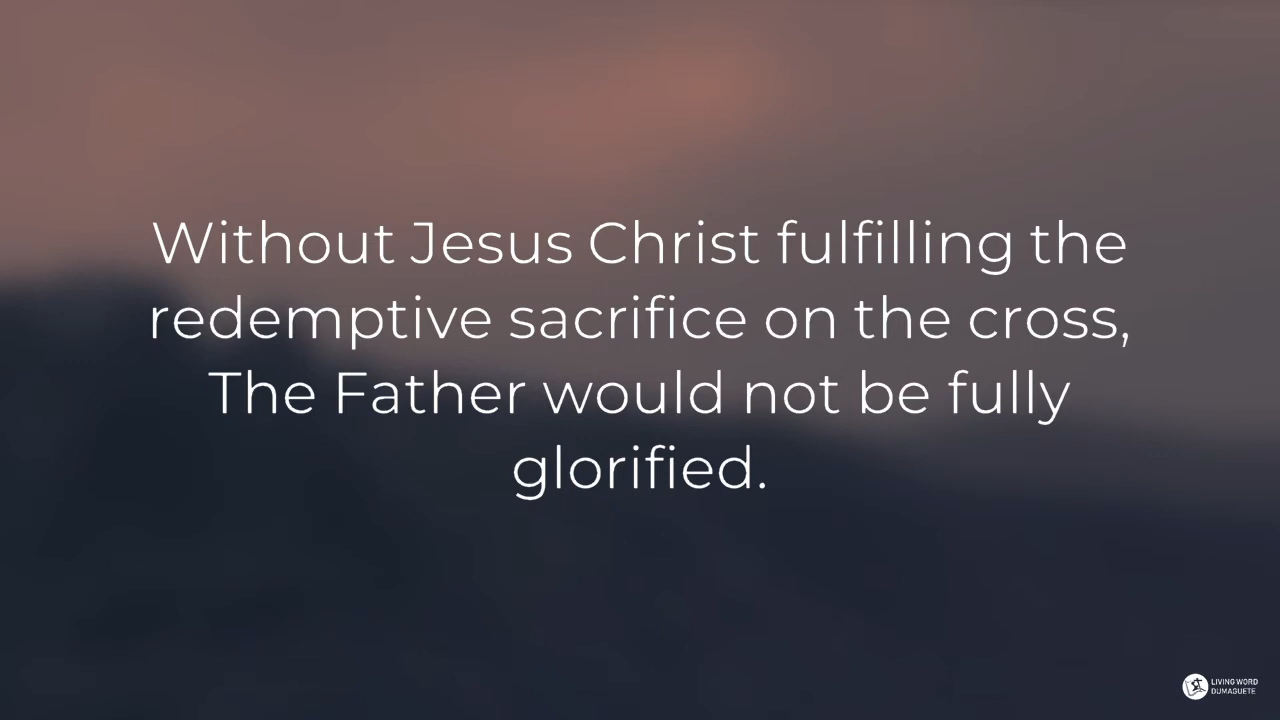 Without Jesus Christ fulfilling the
redemptive sacrifice on the cross,
The Father would not be fully
glorified.
LIVING WORD
DUMAGUETE